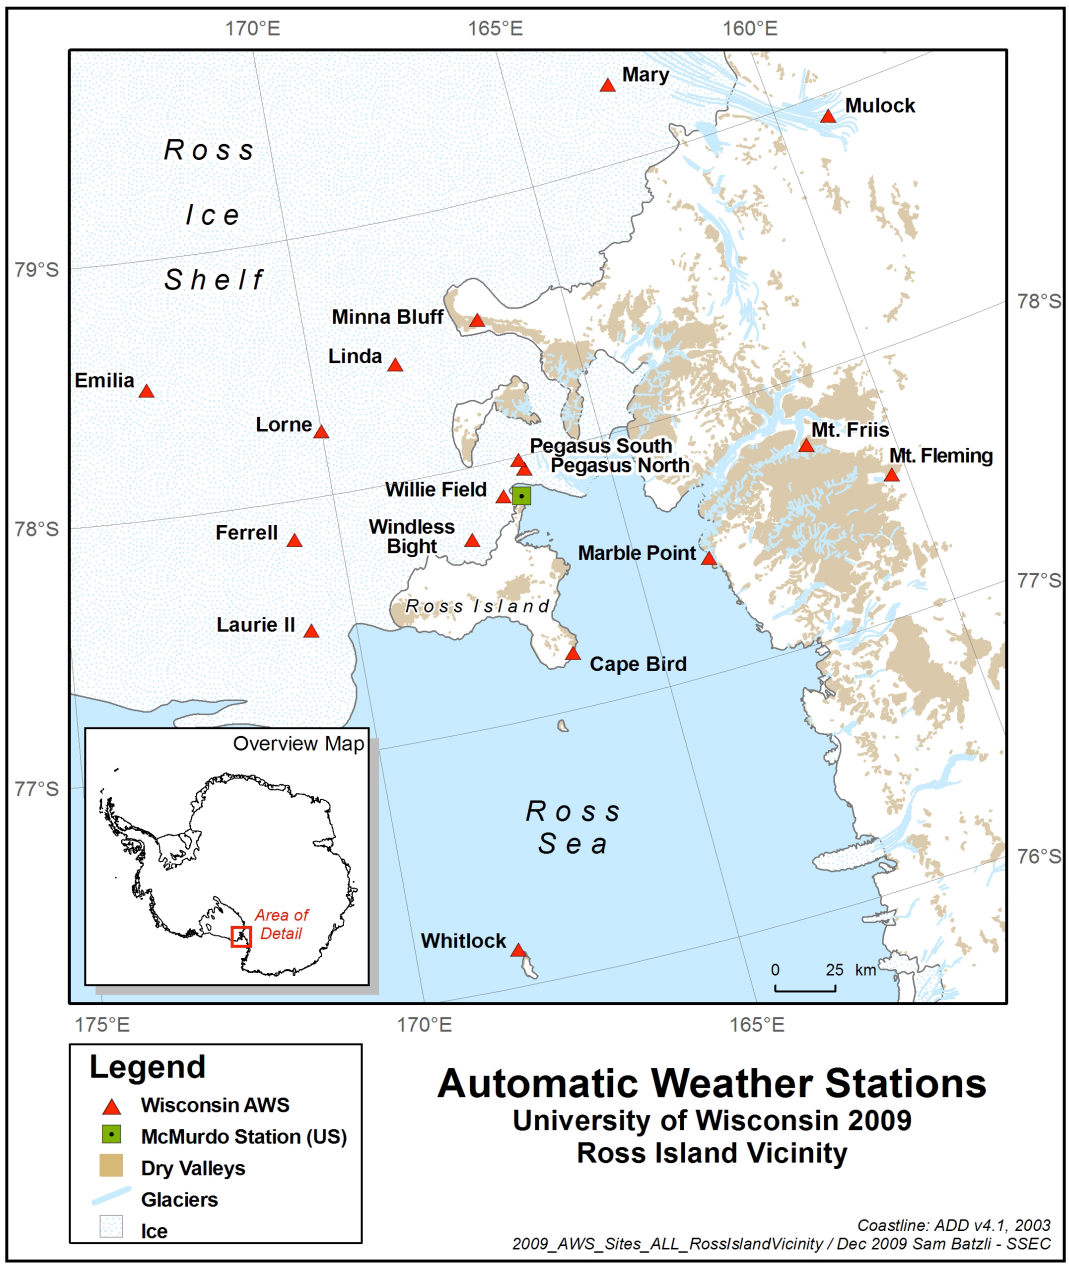 170°E 165°E 160°E
Mary
Mulock
Ross
Ice
Shelf
79°S
78°S
Minna Bluff
Linda
Emilia
Lorne
Mt. Friis
Pegasus South
Mt. Fleming
Pegasus North
Willie Field
78°S
Ferrell
Windless
Bight
Marble Point
77°S
Ross Island
Laurie II
Cape Bird
Overview Map
77°S
Ross
Sea
76°S
Area of
Detail
Whitlock
0 25 km
175°E 170°E 165°E
Legend
Wisconsin AWS
McMurdo Station (US)
Dry Valleys
Glaciers
Ice
Automatic Weather Stations
University of Wisconsin 2009
Ross Island Vicinity
Coastline: ADD v4.1, 2003
2009_AWS_Sites_ALL_RossIslandVicinity / Dec 2009 Sam Batzli - SSEC